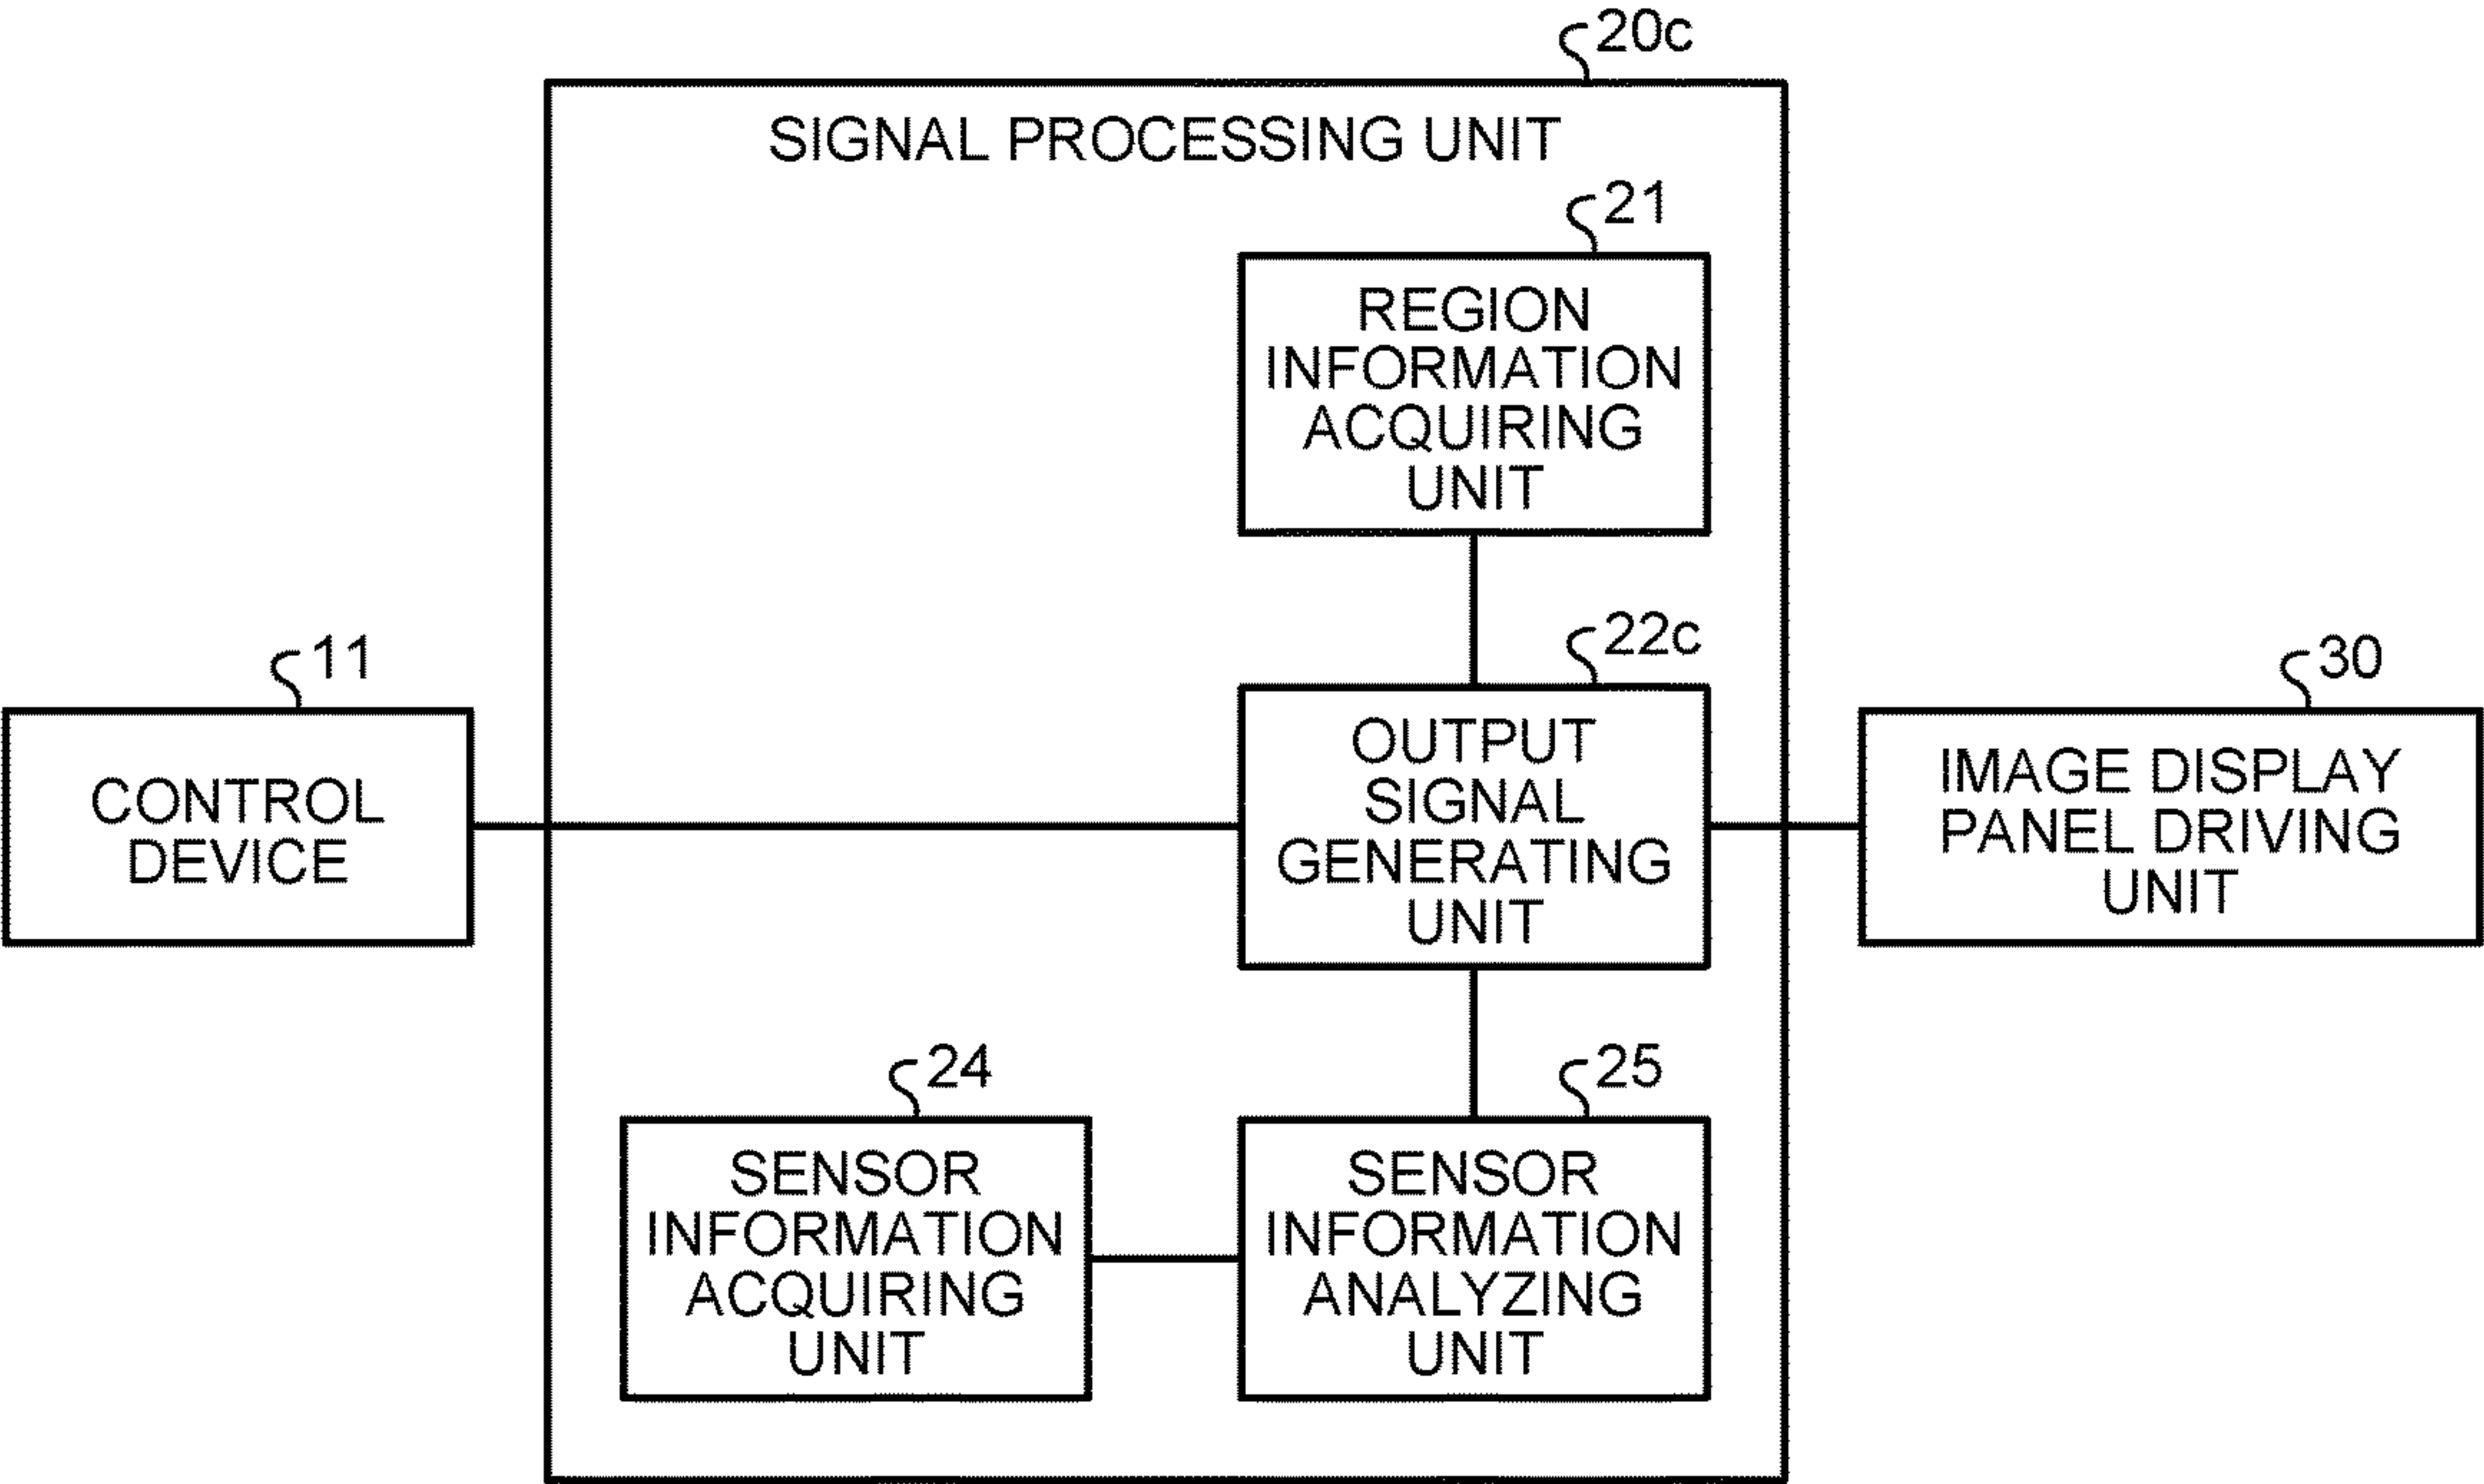 20c
SIGNAL PROCESSING UNIT
21
REGION
INFORMATION
ACQUIRING
UNIT
11
CONTROL
DEVICE
22c
OUTPUT
SIGNAL
GENERATING
UNIT
30
IMAGE DISPLAY
PANEL DRIVING
UNIT
24
SENSOR
INFORMATION
ACQUIRING
UNIT
25
SENSOR
INFORMATION
ANALYZING
UNIT